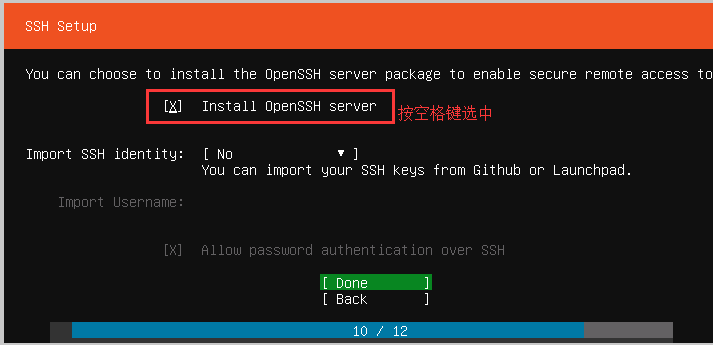 SSH Setup
You can choose to install the OpenSSH server package to enable secure remote access to
[X] Install OpenSSH server
按空格键选中
Import SSH identity: [ No ▼ ]
You can import your SSH keys from Github or Launchpad.
Import Username:
[X] Allow password authentication over SSH
[ Done ]
[ Back ]
10 / 12